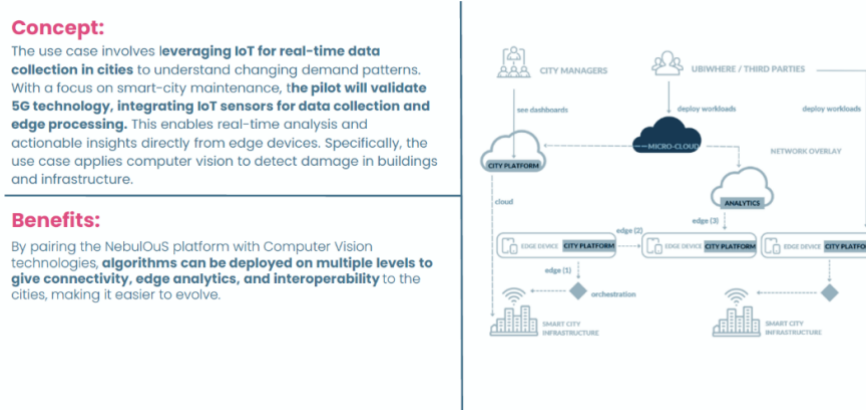 Concept:
The use case involves leveraging IoT for real-time data
collection in cities to understand changing demand patterns.
With a focus on smart-city maintenance, the pilot will validate
5G technology, integrating IoT sensors for data collection and
edge processing. This enables real-time analysis and
actionable insights directly from edge devices. Specifically, the
use case applies computer vision to detect damage in buildings
and infrastructure.
Benefits:
By pairing the NebulOuS platform with Computer Vision
technologies, algorithms can be deployed on multiple levels to
give connectivity, edge analytics, and interoperability to the
cities, making it easier to evolve.
CITY MANAGERS
UBIWHERE / THIRD PARTIES
see dashboards
deploy workloads
deploy workloads
MICRO-CLOUD
NETWORK OVERLAY
CITY PLATFORM
cloud
ANALYTICS
edge (3)
edge (2)
EDGE DEVICE CITY PLATFORM
EDGE DEVICE CITY PLATFORM
EDGE DEVICE CITY PLATFO
edge (1)
orchestration
SMART CITY
INFRASTRUCTURE
SMART CITY
INFRASTRUCTURE